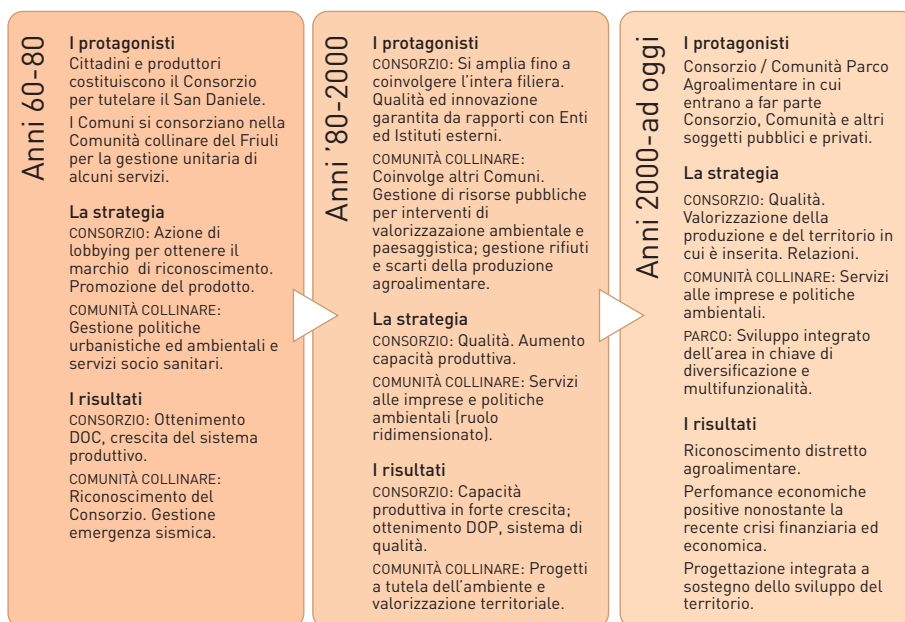 Anni 60-80
I protagonisti
Cittadini e produttori
costituiscono il Consorzio
per tutelare il San Daniele.
I Comuni si consorziano nella
Comunità collinare del Friuli
per la gestione unitaria di
alcuni servizi.
La strategia
CONSORZIO: Azione di
lobbying per ottenere il
marchio di riconoscimento.
Promozione del prodotto.
COMUNITÀ COLLINARE:
Gestione politiche
urbanistiche ed ambientali e
servizi socio sanitari.
I risultati
CONSORZIO: Ottenimento
DOC, crescita del sistema
produttivo.
COMUNITÀ COLLINARE:
Riconoscimento del
Consorzio. Gestione
emergenza sismica.
Anni '80-2000
I protagonisti
CONSORZIO: Si amplia fino a
coinvolgere l'intera filiera.
Qualità ed innovazione
garantita da rapporti con Enti
ed Istituti esterni.
COMUNITÀ COLLINARE:
Coinvolge altri Comuni.
Gestione di risorse pubbliche
per interventi di
valorizzazaione ambientale e
paesaggistica; gestione rifiuti
e scarti della produzione
agroalimentare.
La strategia
CONSORZIO: Qualità. Aumento
capacità produttiva.
COMUNITÀ COLLINARE: Servizi
alle imprese e politiche
ambientali (ruolo
ridimensionato).
I risultati
CONSORZIO: Capacità
produttiva in forte crescita;
ottenimento DOP, sistema di
qualità.
COMUNITÀ COLLINARE: Progetti
a tutela dell'ambiente e
valorizzazione territoriale.
Anni 2000-ad oggi
I protagonisti
Consorzio / Comunità Parco
Agroalimentare in cui
entrano a far parte
Consorzio, Comunità e altri
soggetti pubblici e privati.
La strategia
CONSORZIO: Qualità.
Valorizzazione della
produzione e del territorio in
cui è inserita. Relazioni.
COMUNITÀ COLLINARE: Servizi
alle imprese e politiche
ambientali.
PARCO: Sviluppo integrato
dell'area in chiave di
diversificazione e
multifunzionalità.
I risultati
Riconoscimento distretto
agroalimentare.
Perfomance economiche
positive nonostante la
recente crisi finanziaria ed
economica.
Progettazione integrata a
sostegno dello sviluppo del
territorio.